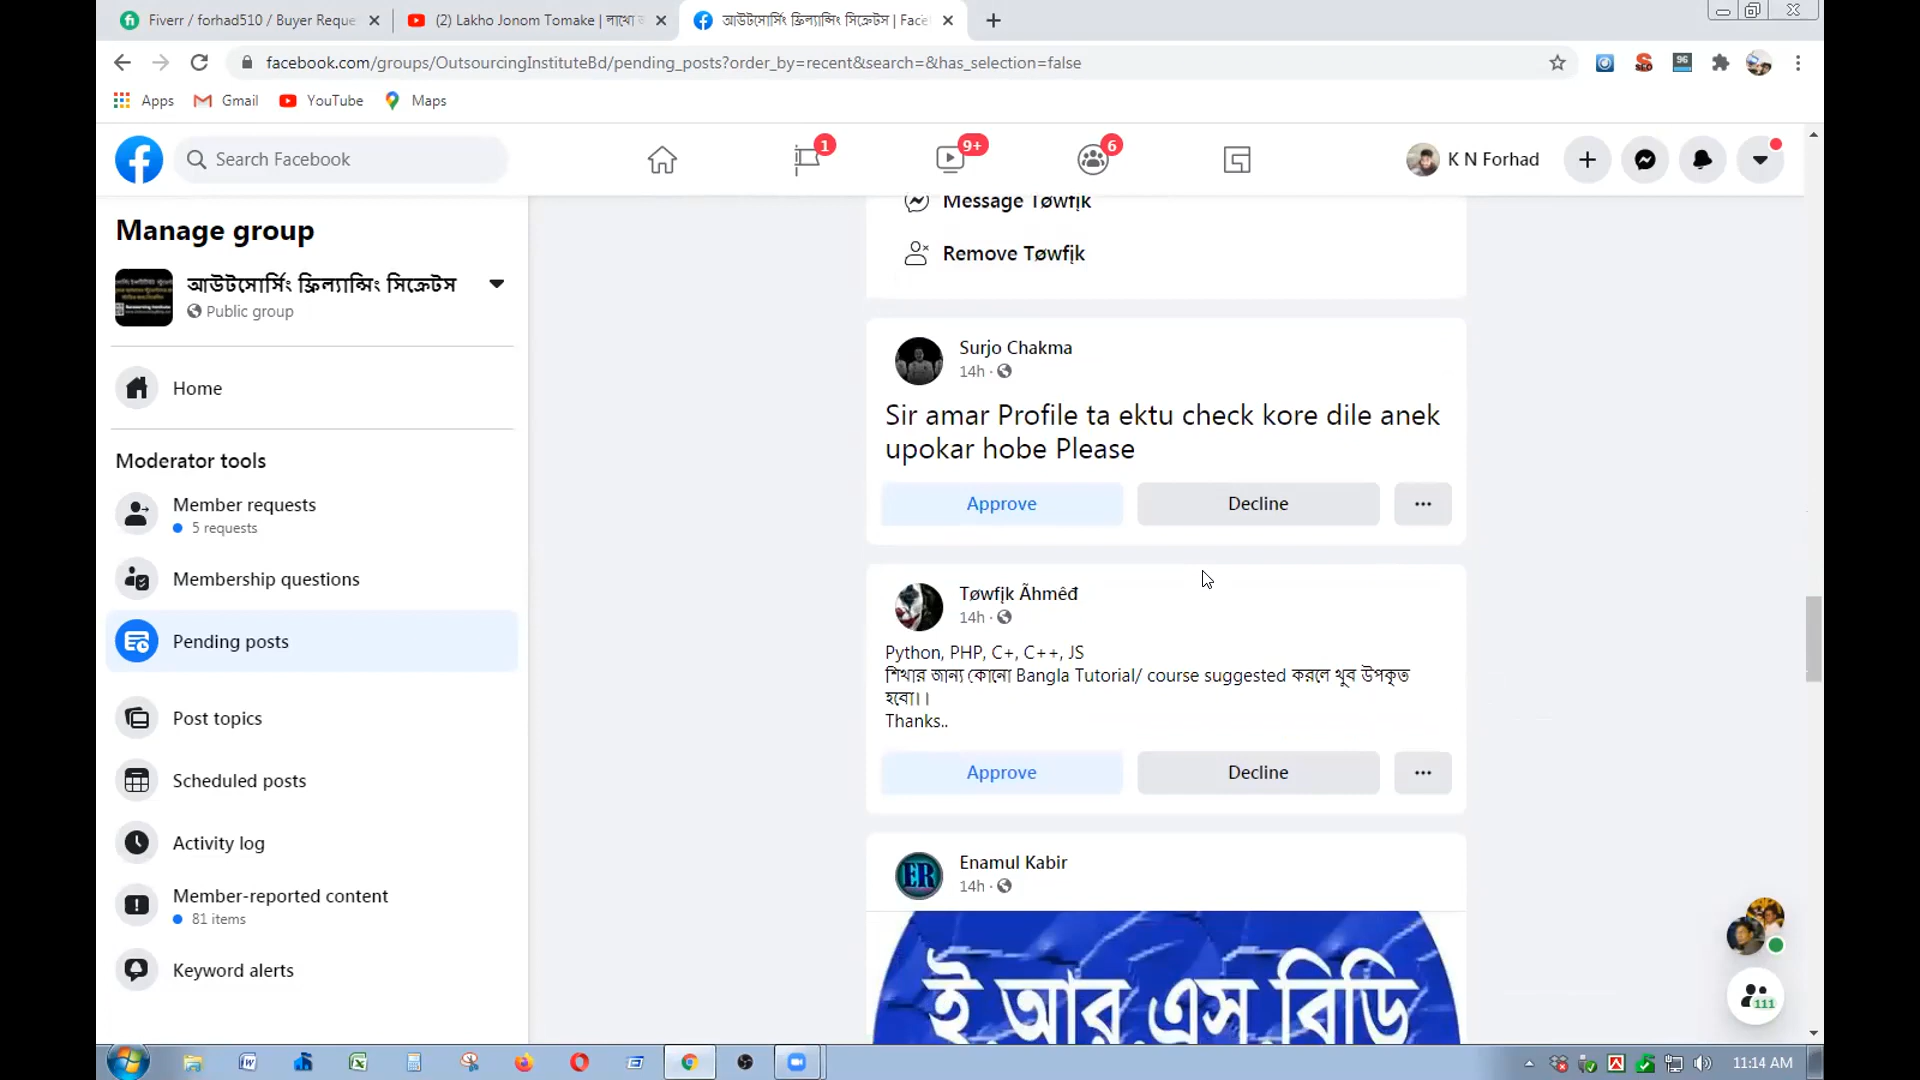 Fiverr / forhad510 / Buyer Reque
(2) Lakho Jonom Tomake | লাখো
আউটসোর্সিং ফ্রিল্যান্সিং সিক্রেটস | Face
facebook.com/groups/OutsourcingInstituteBd/pending_posts?order_by=recent&search=&has_selection=false
96
Apps
Gmail
YouTube
Maps
Search Facebook
1
9+
6
K N Forhad
Manage group
আউটসোর্সিং ফ্রিল্যান্সিং সিক্রেটস
Public group
Home
Moderator tools
Member requests
5 requests
Membership questions
Pending posts
Post topics
Scheduled posts
Activity log
Member-reported content
81 items
Keyword alerts
Message Tøwfįk
Remove Tøwfįk
Surjo Chakma
14h ·
Sir amar Profile ta ektu check kore dile anek
upokar hobe Please
Approve
Decline
Tøwfįk Ãhmêđ
14h ·
Python, PHP, C+, C++, JS
শিখার জান্য কোনো Bangla Tutorial/ course suggested করলে খুব উপকৃত
হবো।।
Thanks..
Approve
Decline
Enamul Kabir
14h ·
ER
ই.আর.এস.বিডি
111
11:14 AM